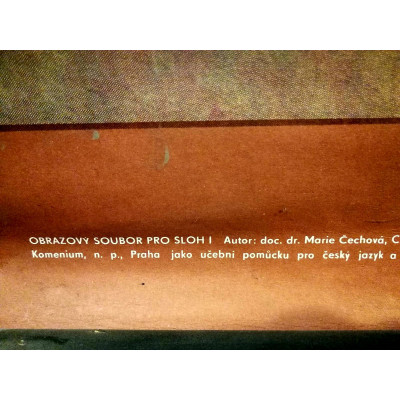 OBRAZOVÝ SOUBOR PRO SLOH I Autor: doc. dr. Marie Čechová, C
Komenium, n. p., Praha jako učební pomůcku pro český jazyk a